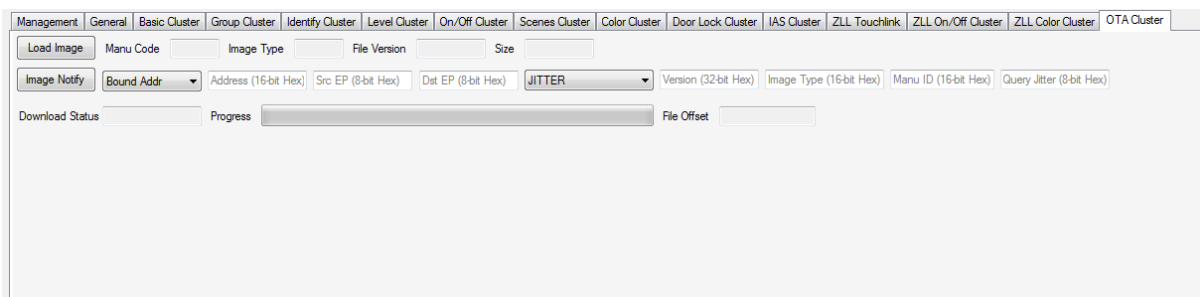 Management General Basic Cluster Group Cluster Identify Cluster Level Cluster On/Off Cluster Scenes Cluster Color Cluster Door Lock Cluster IAS Cluster ZLL Touchlink ZLL On/Off Cluster ZLL Color Cluster OTA Cluster
Load Image Manu Code Image Type File Version Size
Image Notify Bound Addr Address (16-bit Hex) Src EP (8-bit Hex) Dst EP (8-bit Hex) JITTER Version (32-bit Hex) Image Type (16-bit Hex) Manu ID (16-bit Hex) Query Jitter (8-bit Hex)
Download Status Progress File Offset